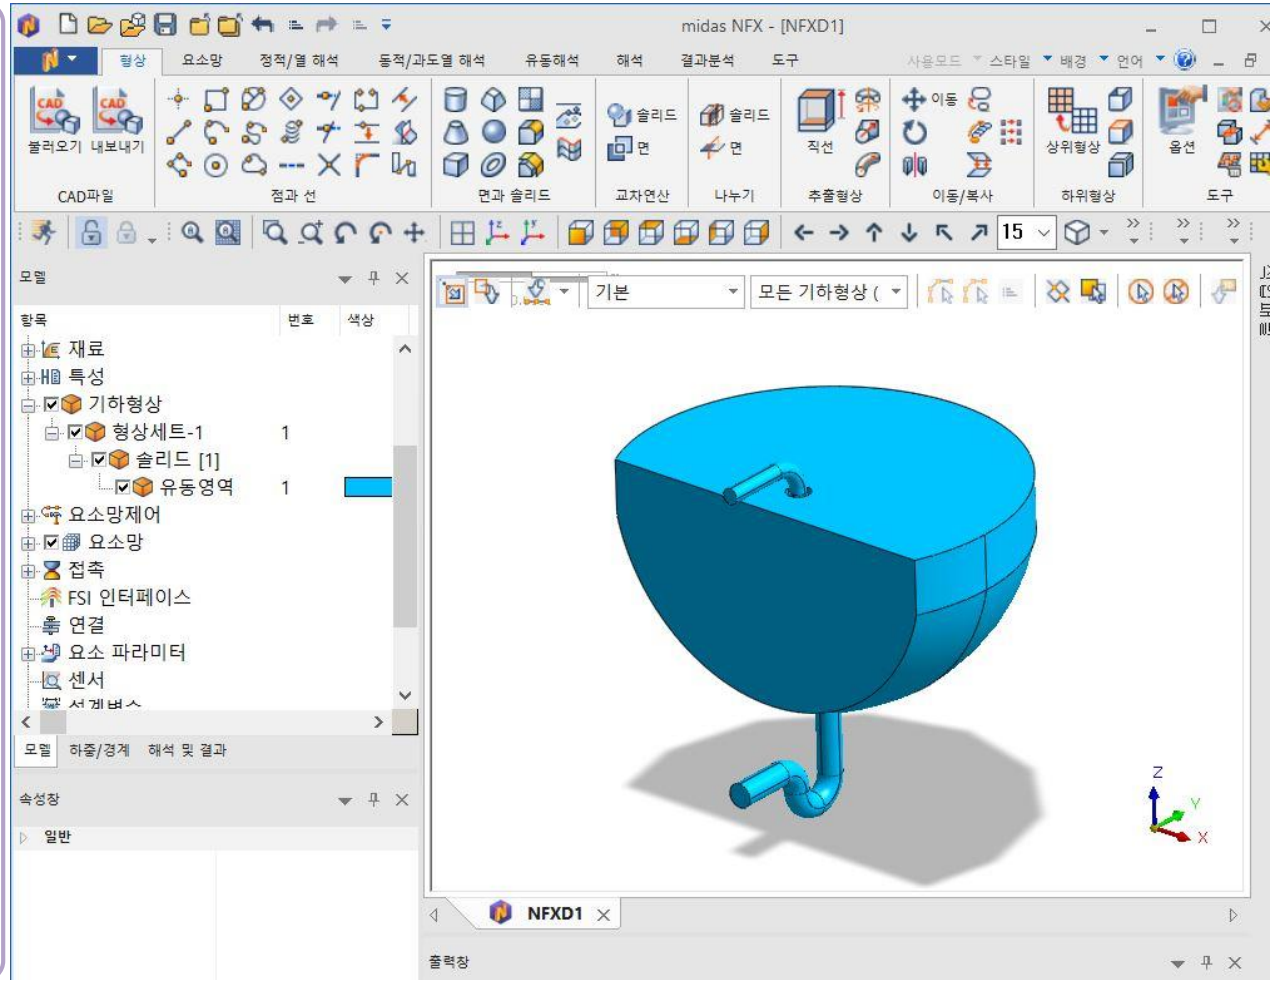 midas NFX - [NFXD1]
형상 요소망 정적/열 해석 동적/과도열 해석 유동해석 해석 결과분석 도구 사용모드 스타일 배경 언어
CAD CAD
불러오기 내보내기
솔리드
면
솔리드
면
직선
이동
상위형상
옵션
CAD파일 점과 선 면과 솔리드 교차연산 나누기 추출형상 이동/복사 하위형상 도구
15
모델
기본 모든 기하형상 (
항목 번호 색상
재료
특성
기하형상
형상세트-1 1
솔리드 [1]
유동영역 1
요소망제어
요소망
접촉
FSI 인터페이스
연결
요소 파라미터
센서
설계변수
모델 하중/경계 해석 및 결과
속성창
일반
Z
Y
X
NFXD1
출력창